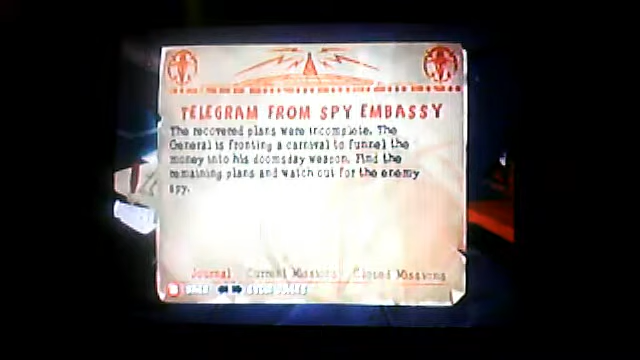 TELEGRAM FROM SPY EMBASSY
The recovered plans were incomplete. The
General is fronting a carnival to funnel the
money into his doomsday weapon. Find the
remaining plans and watch out for the enemy
spy.
Journal Current Missions Closed Missions
BACK